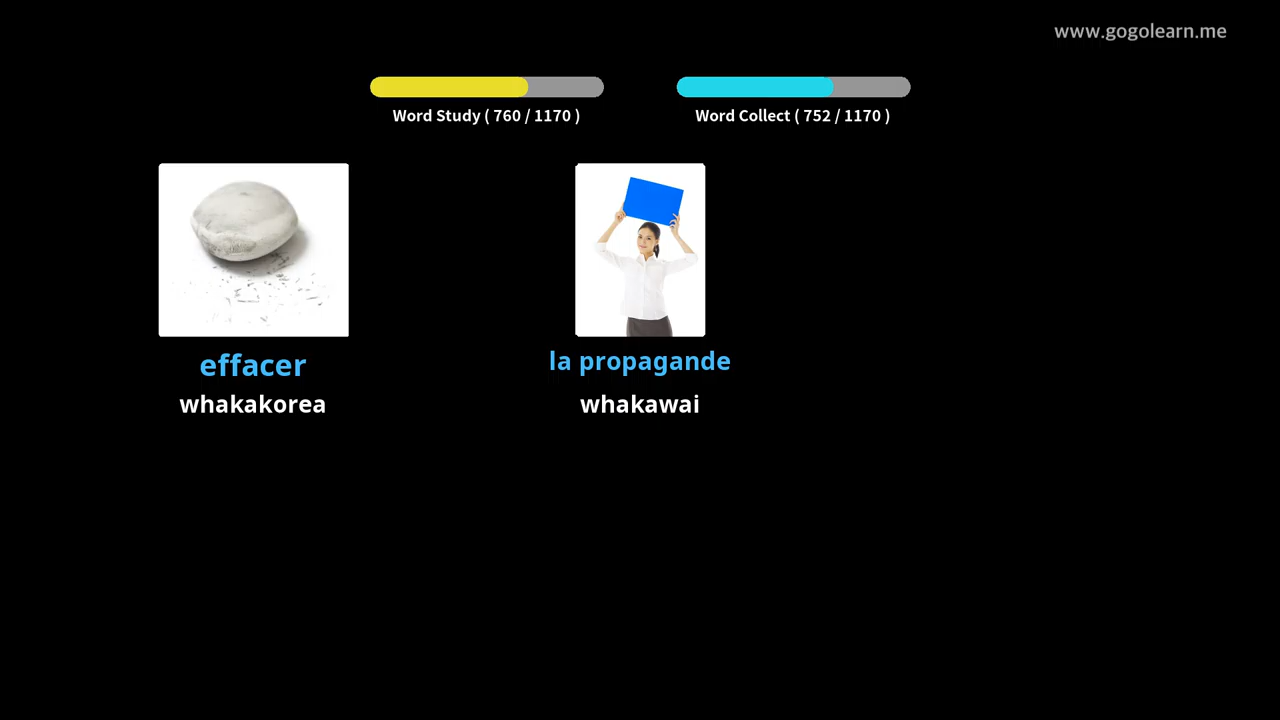 www.gogolearn.me
Word Study ( 760 / 1170 )
Word Collect ( 752 / 1170 )
effacer
whakakorea
la propagande
whakawai